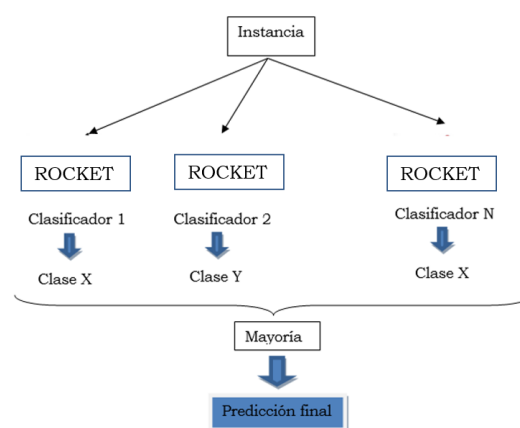 Instancia
ROCKET
ROCKET
ROCKET
Clasificador 1
Clasificador 2
Clasificador N
Clase X
Clase Y
Clase X
Mayoría
Predicción final